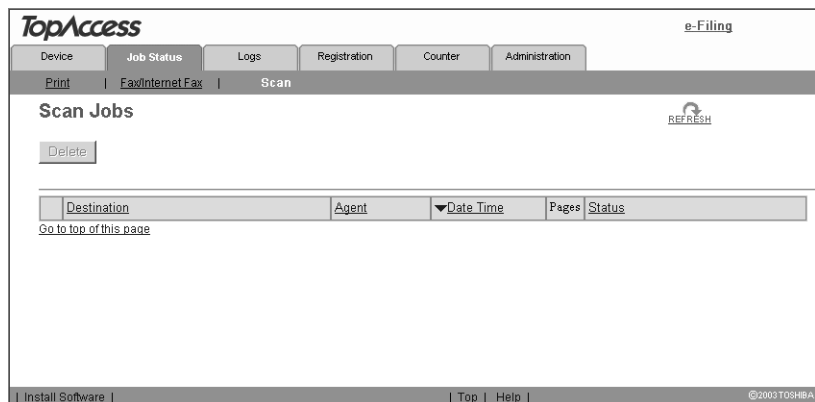 TopAccess
e-Filing
Device Job Status Logs Registration Counter Administration
Print | Fax/Internet Fax | Scan
Scan Jobs
REFRESH
Delete
Destination Agent Date Time Pages Status
Go to top of this page
| Install Software | | Top | Help | ©2003 TOSHIBA